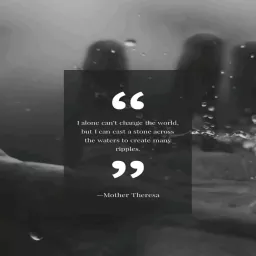 “
I alone can't change the world,
but I can cast a stone across
the waters to create many
ripples.
”
—Mother Theresa